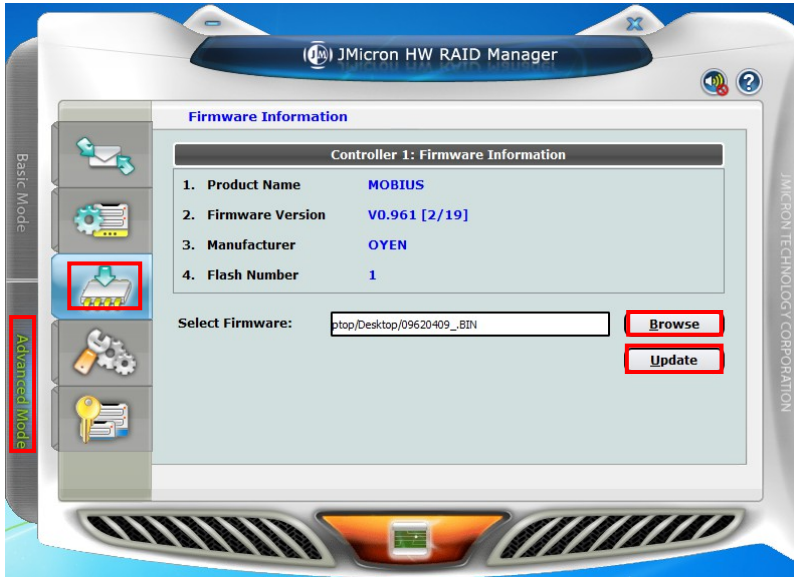 JMicron HW RAID Manager
Firmware Information
Controller 1: Firmware Information
1. Product Name MOBIUS
2. Firmware Version V0.961 [2/19]
3. Manufacturer OYEN
4. Flash Number 1
Select Firmware: ptop/Desktop/09620409_.BIN Browse
Update
Basic Mode
Advanced Mode
JMICRON TECHNOLOGY CORPORATION